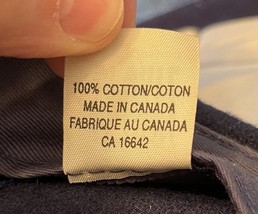 100% COTTON/COTON
MADE IN CANADA
FABRIQUE AU CANADA
CA 16642